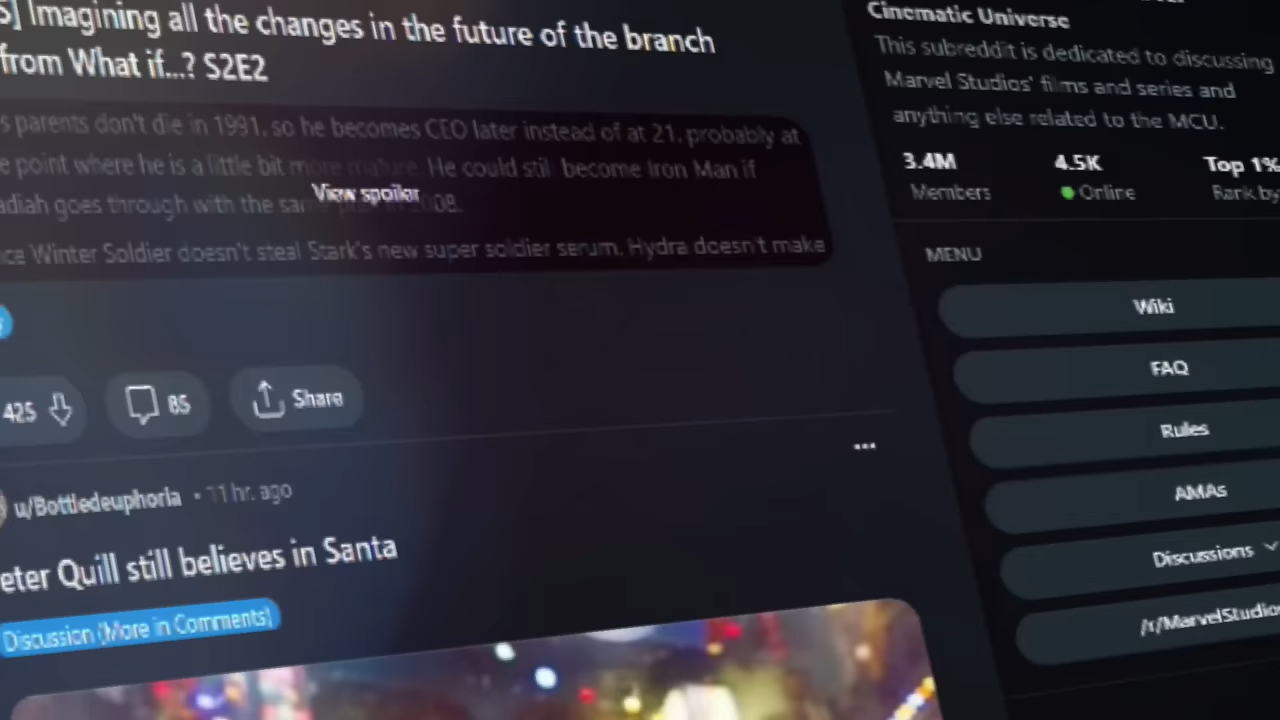 S] Imagining all the changes in the future of the branch
from What if...? S2E2
s parents don't die in 1991, so he becomes CEO later instead of at 21, probably at
e point where he is a little bit more mature. He could still become Iron Man if
adiah goes through with the sa
View spoiler
08.
ce Winter Soldier doesn't steal Stark's new super soldier serum, Hydra doesn't make
425
85
Share
u/Bottledeuphoria • 11 hr. ago
eter Quill still believes in Santa
Discussion (More in Comments)
Cinematic Universe
This subreddit is dedicated to discussing
Marvel Studios' films and series and
anything else related to the MCU.
3.4M 4.5K Top 1%
Members Online Rank by
MENU
Wiki
FAQ
Rules
AMAs
Discussions
/r/MarvelStudios